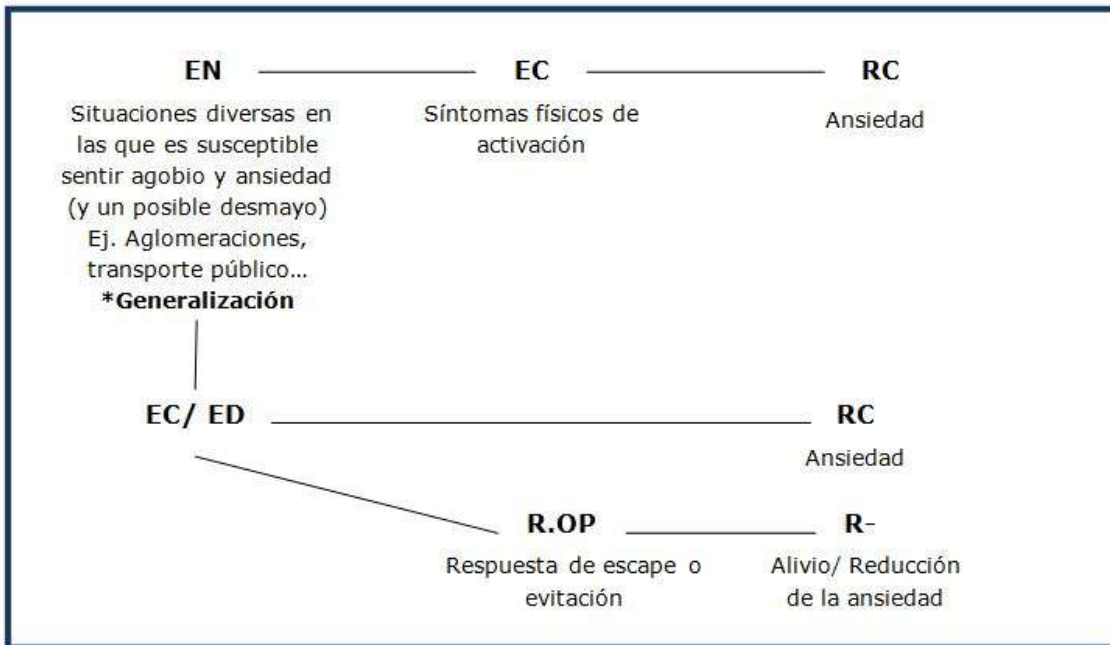 EN EC RC
Situaciones diversas en
las que es susceptible
sentir agobio y ansiedad
(y un posible desmayo)
Ej. Aglomeraciones,
transporte público...
*Generalización
Síntomas físicos de
activación
Ansiedad
EC/ ED RC
Ansiedad
R.OP R-
Respuesta de escape o
evitación
Alivio/ Reducción
de la ansiedad